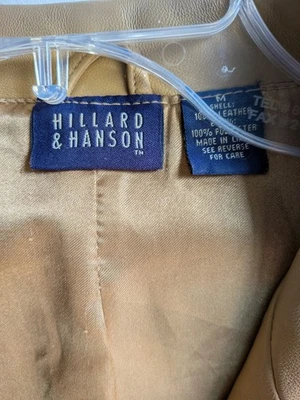 HILLARD
& HANSON
TM
M
SHELL:
100% LEATHER
100% POLYESTER
MADE IN
SEE REVERSE
FOR CARE